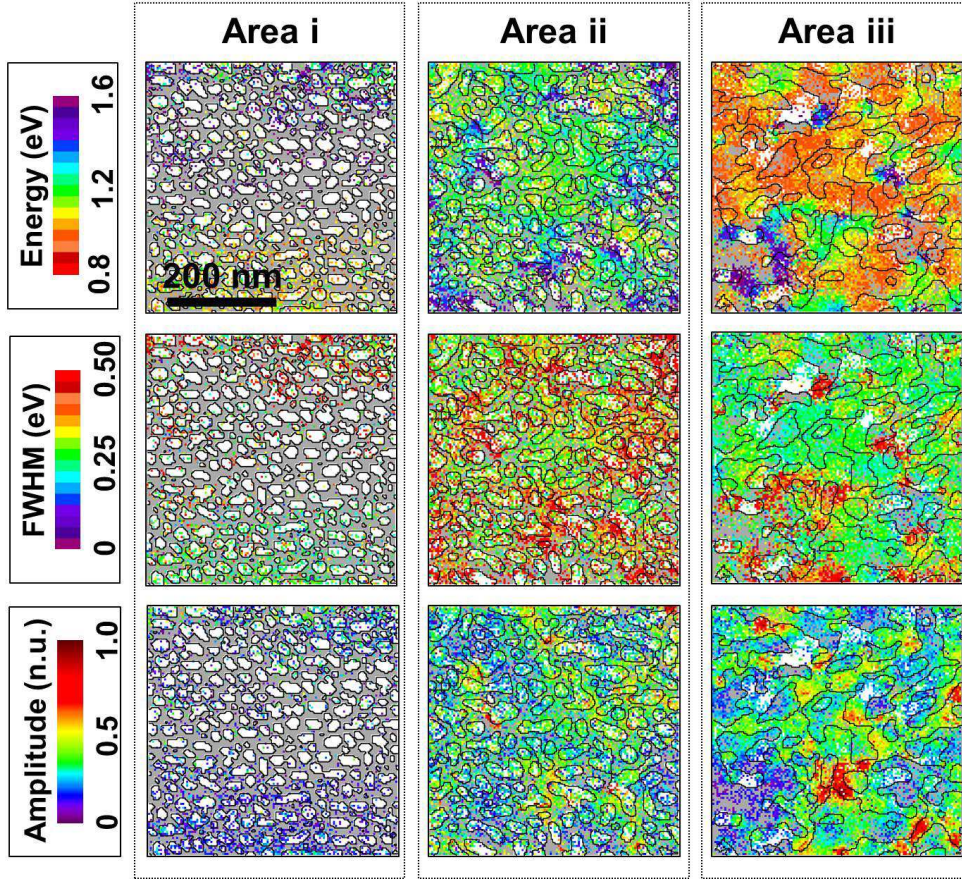 Area i
Area ii
Area iii
Energy (eV)
1.6
1.2
0.8
200 nm
FWHM (eV)
0.50
0.25
0
Amplitude (n.u.)
1.0
0.5
0